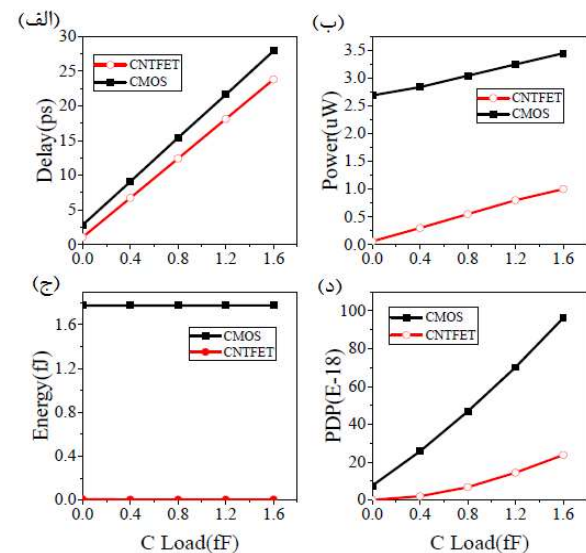 (الف)
30
25
20
15
10
5
0
Delay(ps)
CNTFET
CMOS
0.0 0.4 0.8 1.2 1.6
(ب)
3.5
3.0
2.5
2.0
1.5
1.0
0.5
0.0
Power(uW)
CNTFET
CMOS
0.0 0.4 0.8 1.2 1.6
(ج)
1.6
1.2
0.8
0.4
0.0
Energy(fJ)
CMOS
CNTFET
0.0 0.4 0.8 1.2 1.6
C Load(fF)
(د)
100
80
60
40
20
0
PDP(E-18)
CMOS
CNTFET
0.0 0.4 0.8 1.2 1.6
C Load(fF)